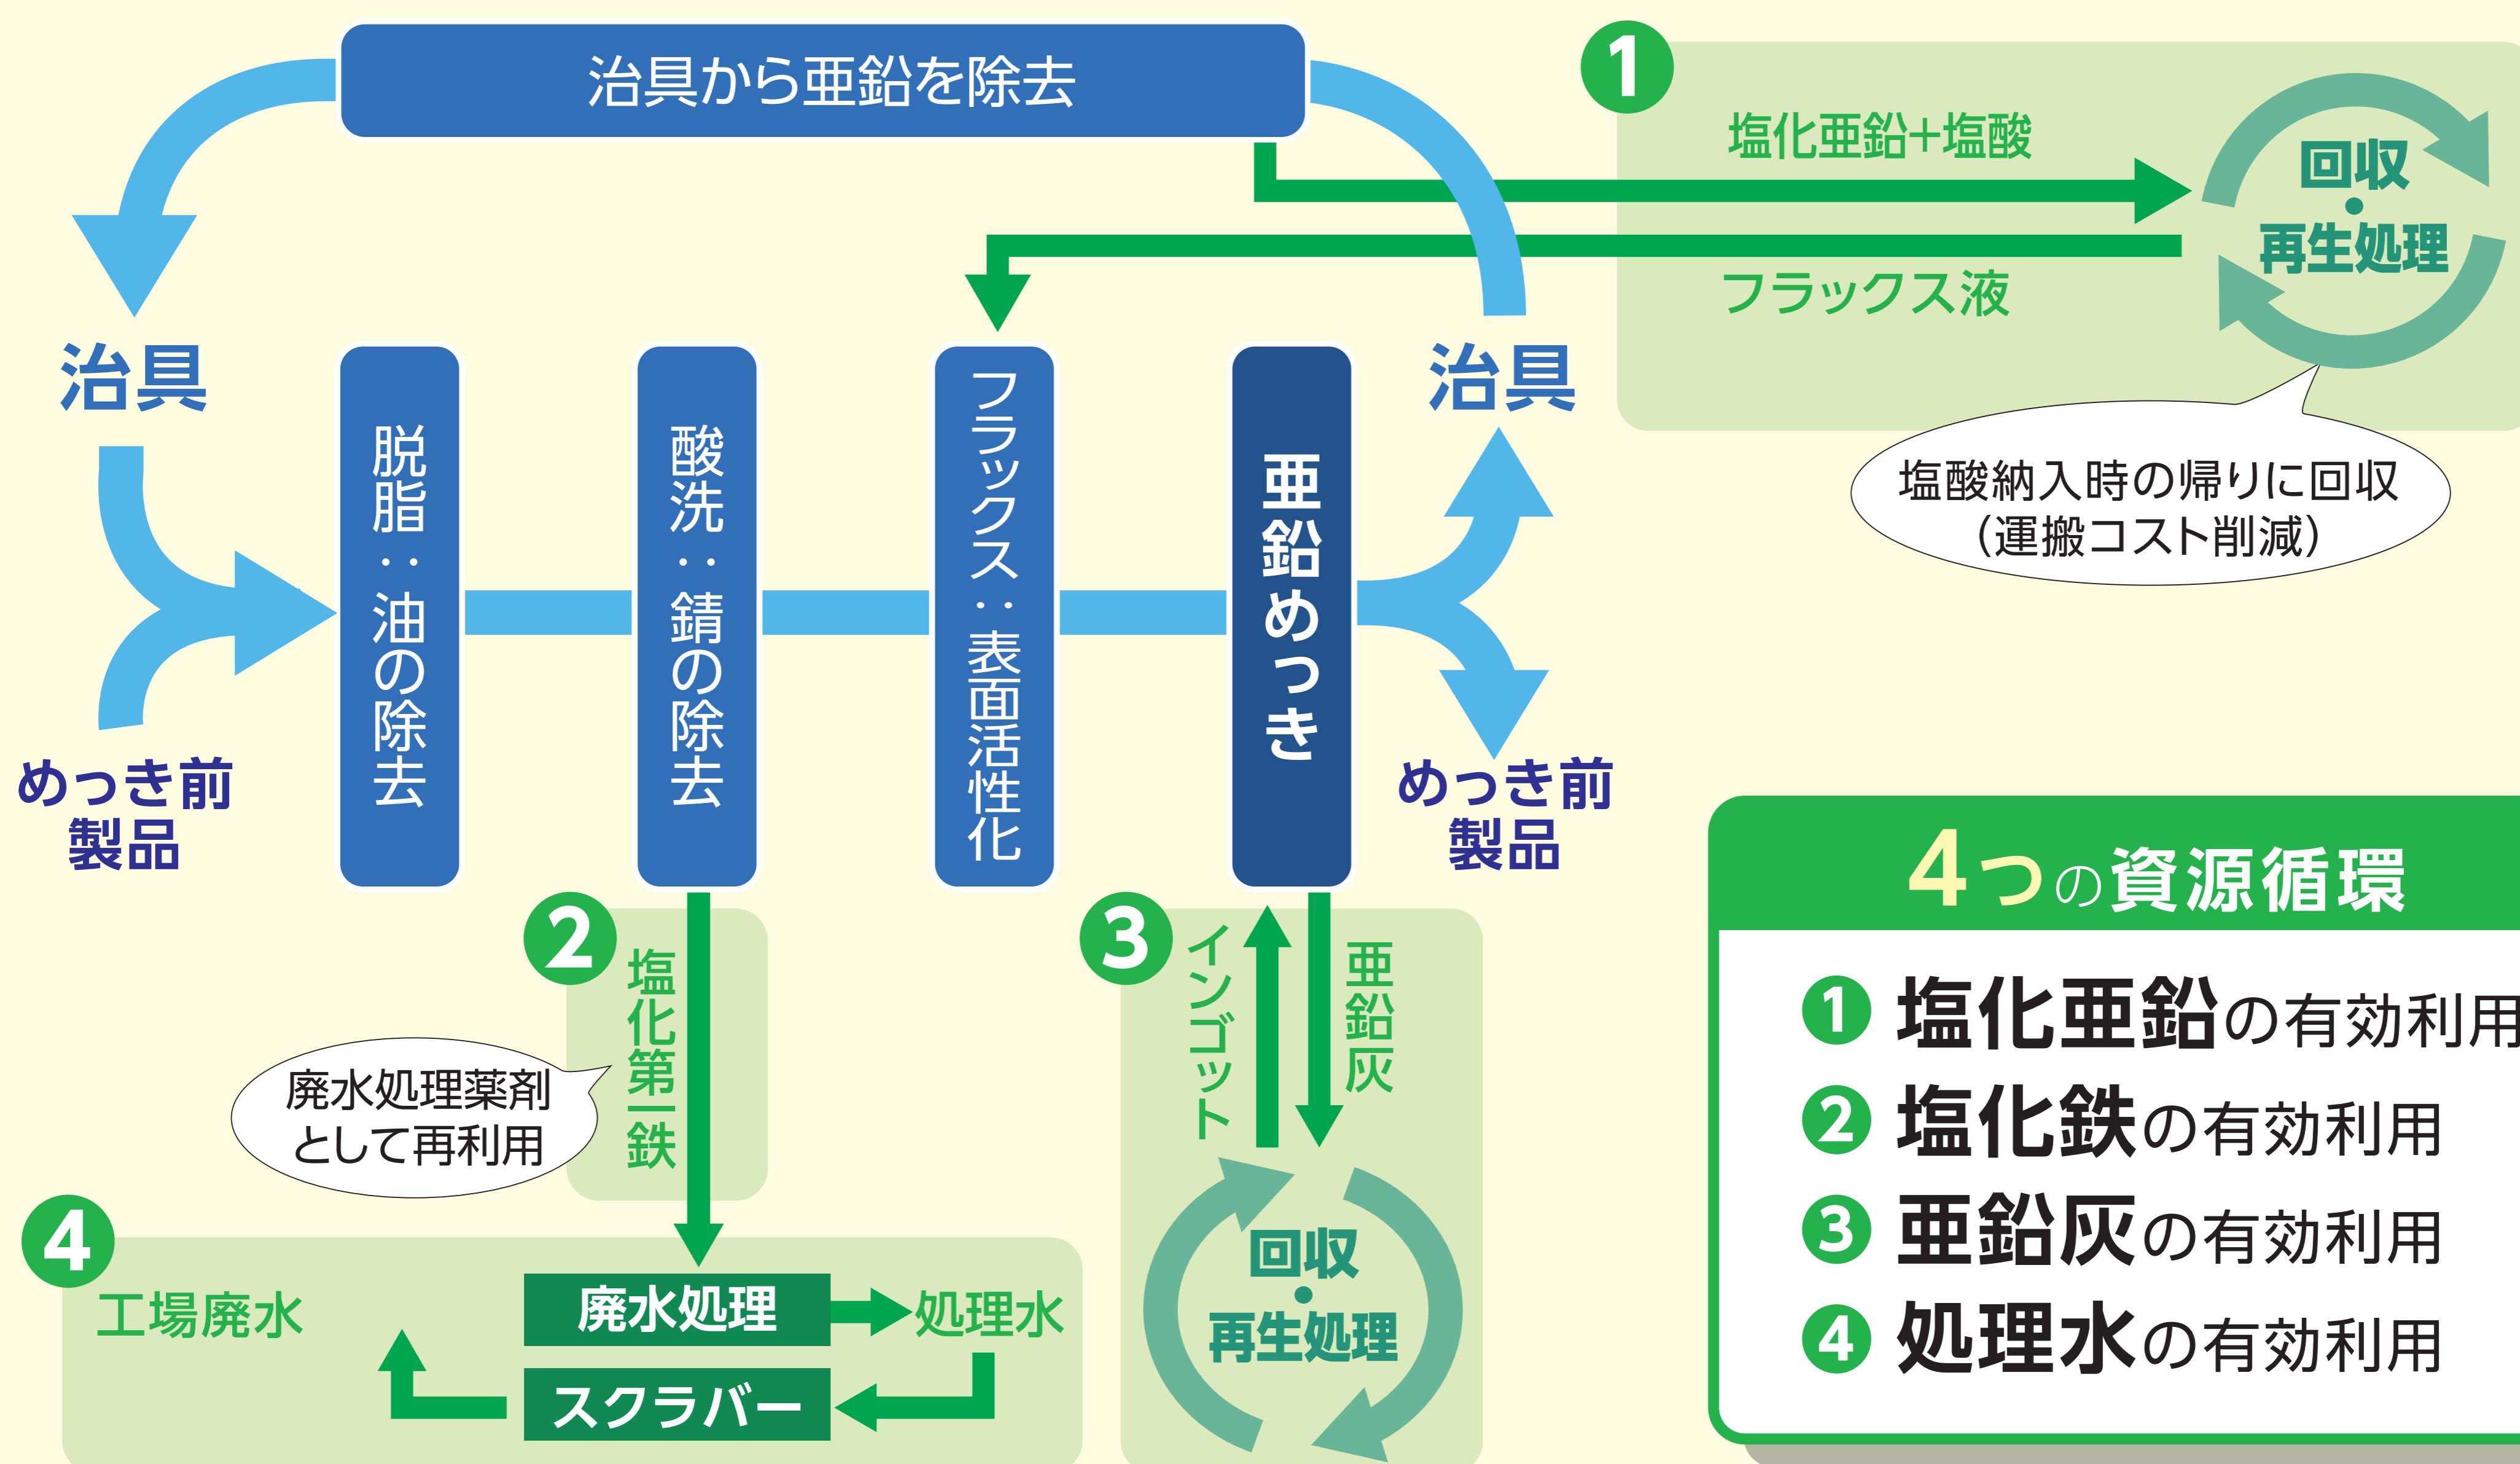 治具から亜鉛を除去
1
塩化亜鉛+塩酸
フラックス液
回収
・
再生処理
塩酸納入時の帰りに回収
（運搬コスト削減）
治具
めっき前
製品
脱脂：油の除去
酸洗：錆の除去
フラックス：表面活性化
亜鉛めっき
治具
めっき前
製品
2
塩化第一鉄
廃水処理薬剤
として再利用
3
インゴット
亜鉛灰
回収
・
再生処理
4
工場廃水
廃水処理
処理水
スクラバー
4つの資源循環
1 塩化亜鉛の有効利用
2 塩化鉄の有効利用
3 亜鉛灰の有効利用
4 処理水の有効利用